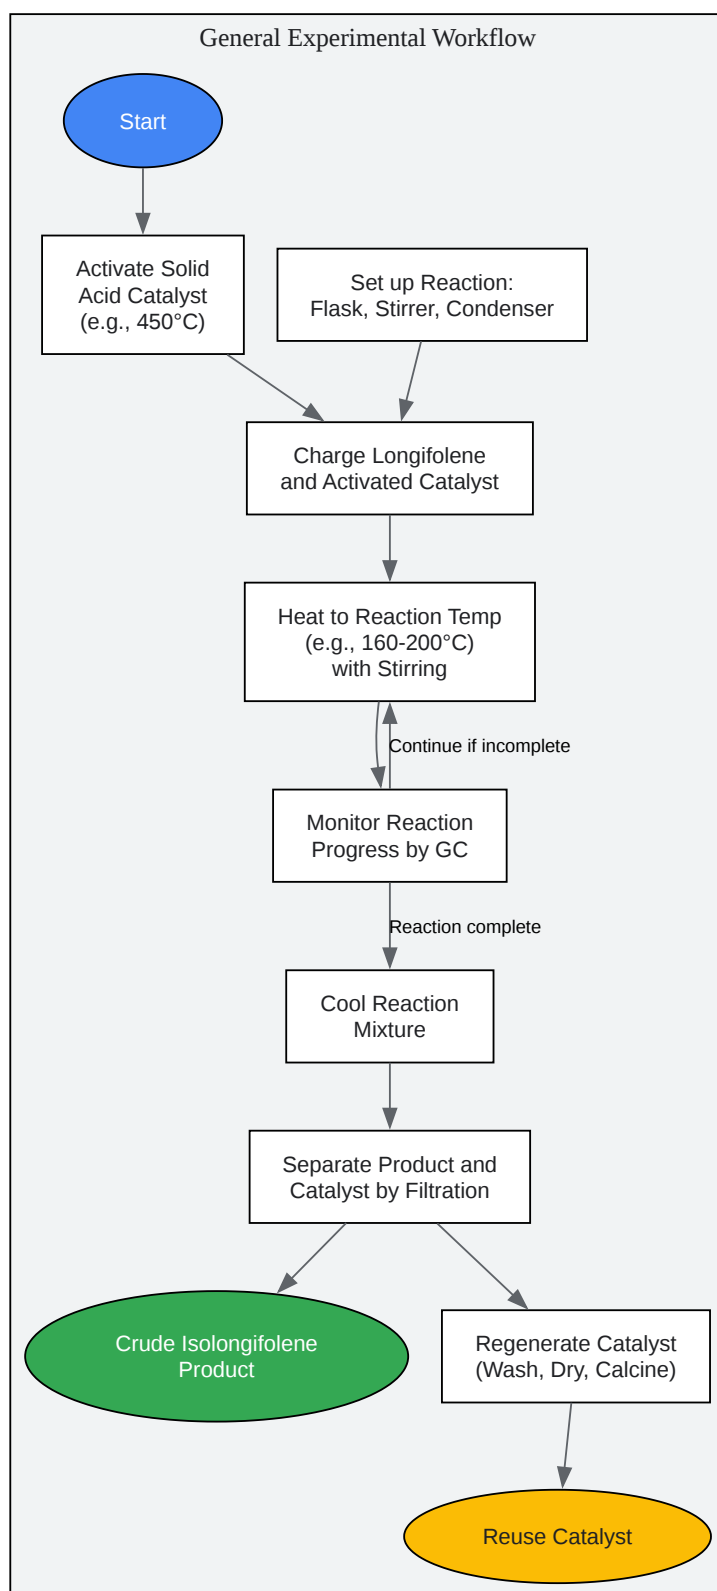 General Experimental Workflow
Start
Activate Solid
Acid Catalyst
(e.g., 450°C)
Set up Reaction:
Flask, Stirrer, Condenser
Charge Longifolene
and Activated Catalyst
Heat to Reaction Temp
(e.g., 160-200°C)
with Stirring
Continue if incomplete
Monitor Reaction
Progress by GC
Reaction complete
Cool Reaction
Mixture
Separate Product and
Catalyst by Filtration
Crude Isolongifolene
Product
Regenerate Catalyst
(Wash, Dry, Calcine)
Reuse Catalyst